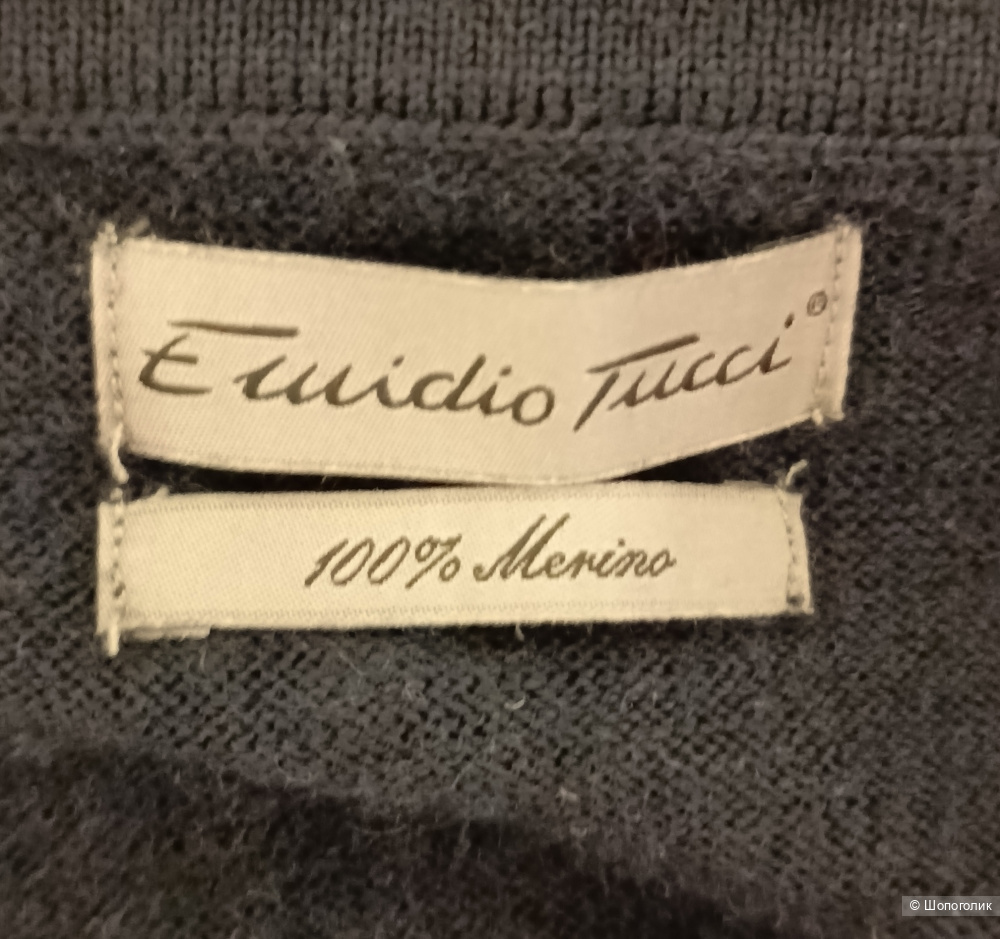 Emidio Tucci®
100% Merino
© Шопоголик